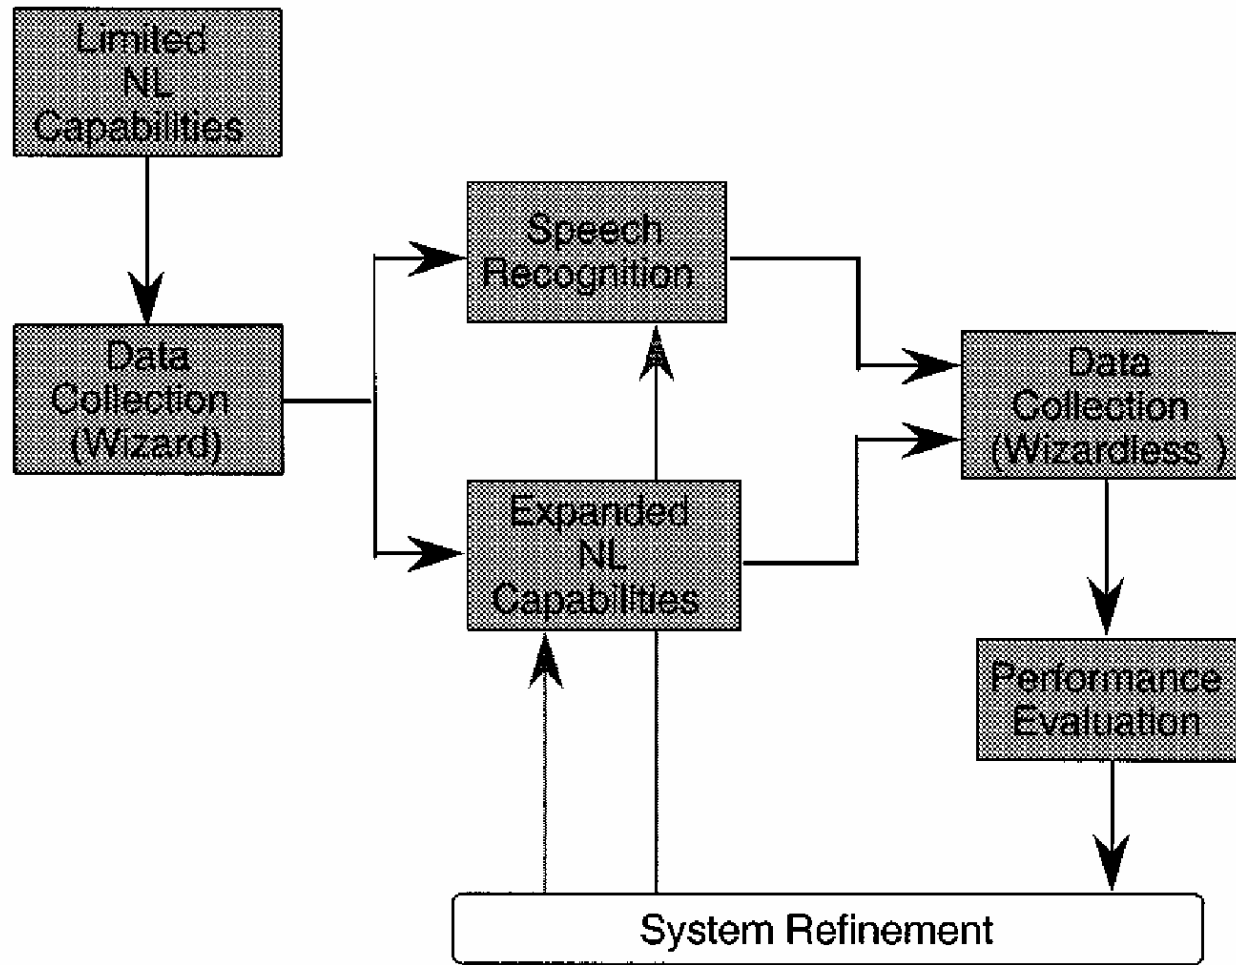 Limited
NL
Capabilities
Data
Collection
(Wizard)
Speech
Recognition
Expanded
NL
Capabilities
Data
Collection
(Wizardless )
Performance
Evaluation
System Refinement